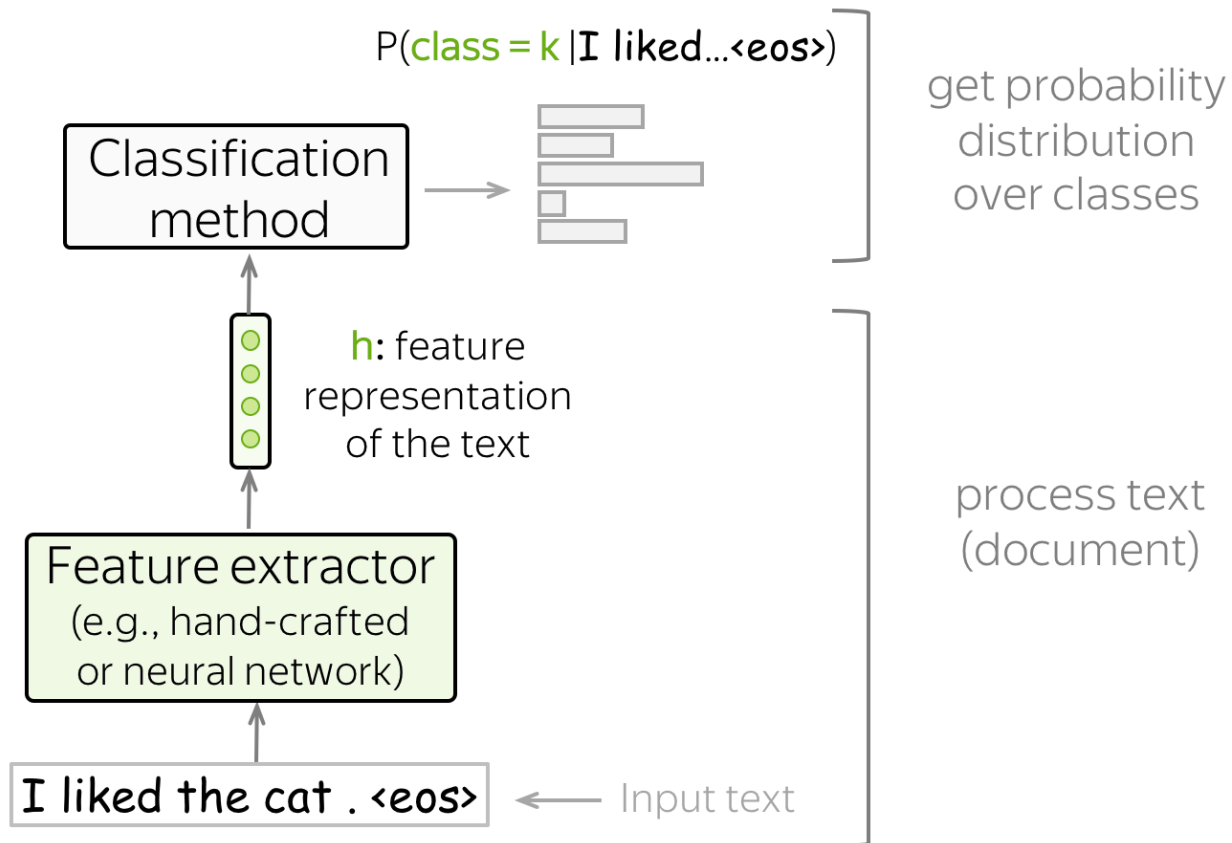 P(class = k |I liked...<eos>)
get probability
distribution
over classes
Classification
method
h: feature
representation
of the text
process text
(document)
Feature extractor
(e.g., hand-crafted
or neural network)
I liked the cat . <eos>
Input text